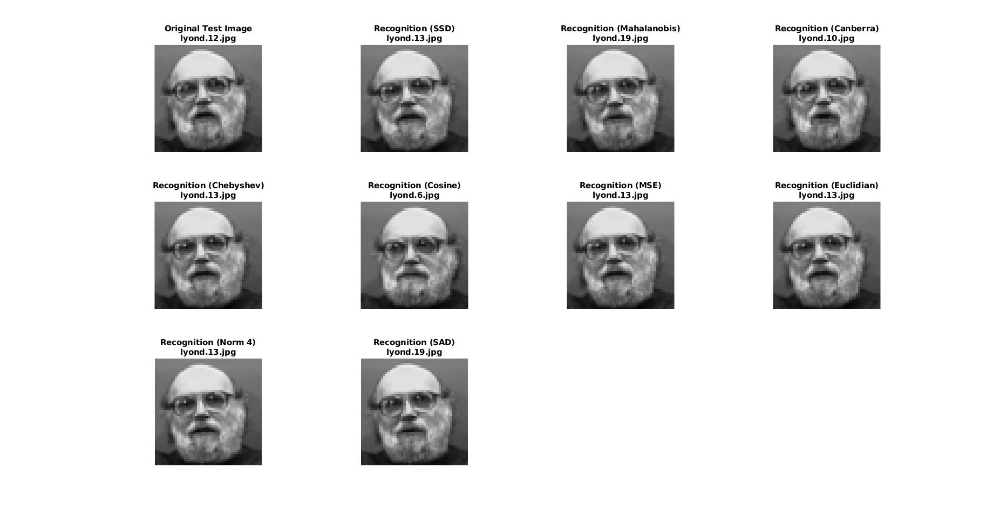 Original Test Image
lyond.12.jpg
Recognition (SSD)
lyond.13.jpg
Recognition (Mahalanobis)
lyond.19.jpg
Recognition (Canberra)
lyond.10.jpg
Recognition (Chebyshev)
lyond.13.jpg
Recognition (Cosine)
lyond.6.jpg
Recognition (MSE)
lyond.13.jpg
Recognition (Euclidian)
lyond.13.jpg
Recognition (Norm 4)
lyond.13.jpg
Recognition (SAD)
lyond.19.jpg